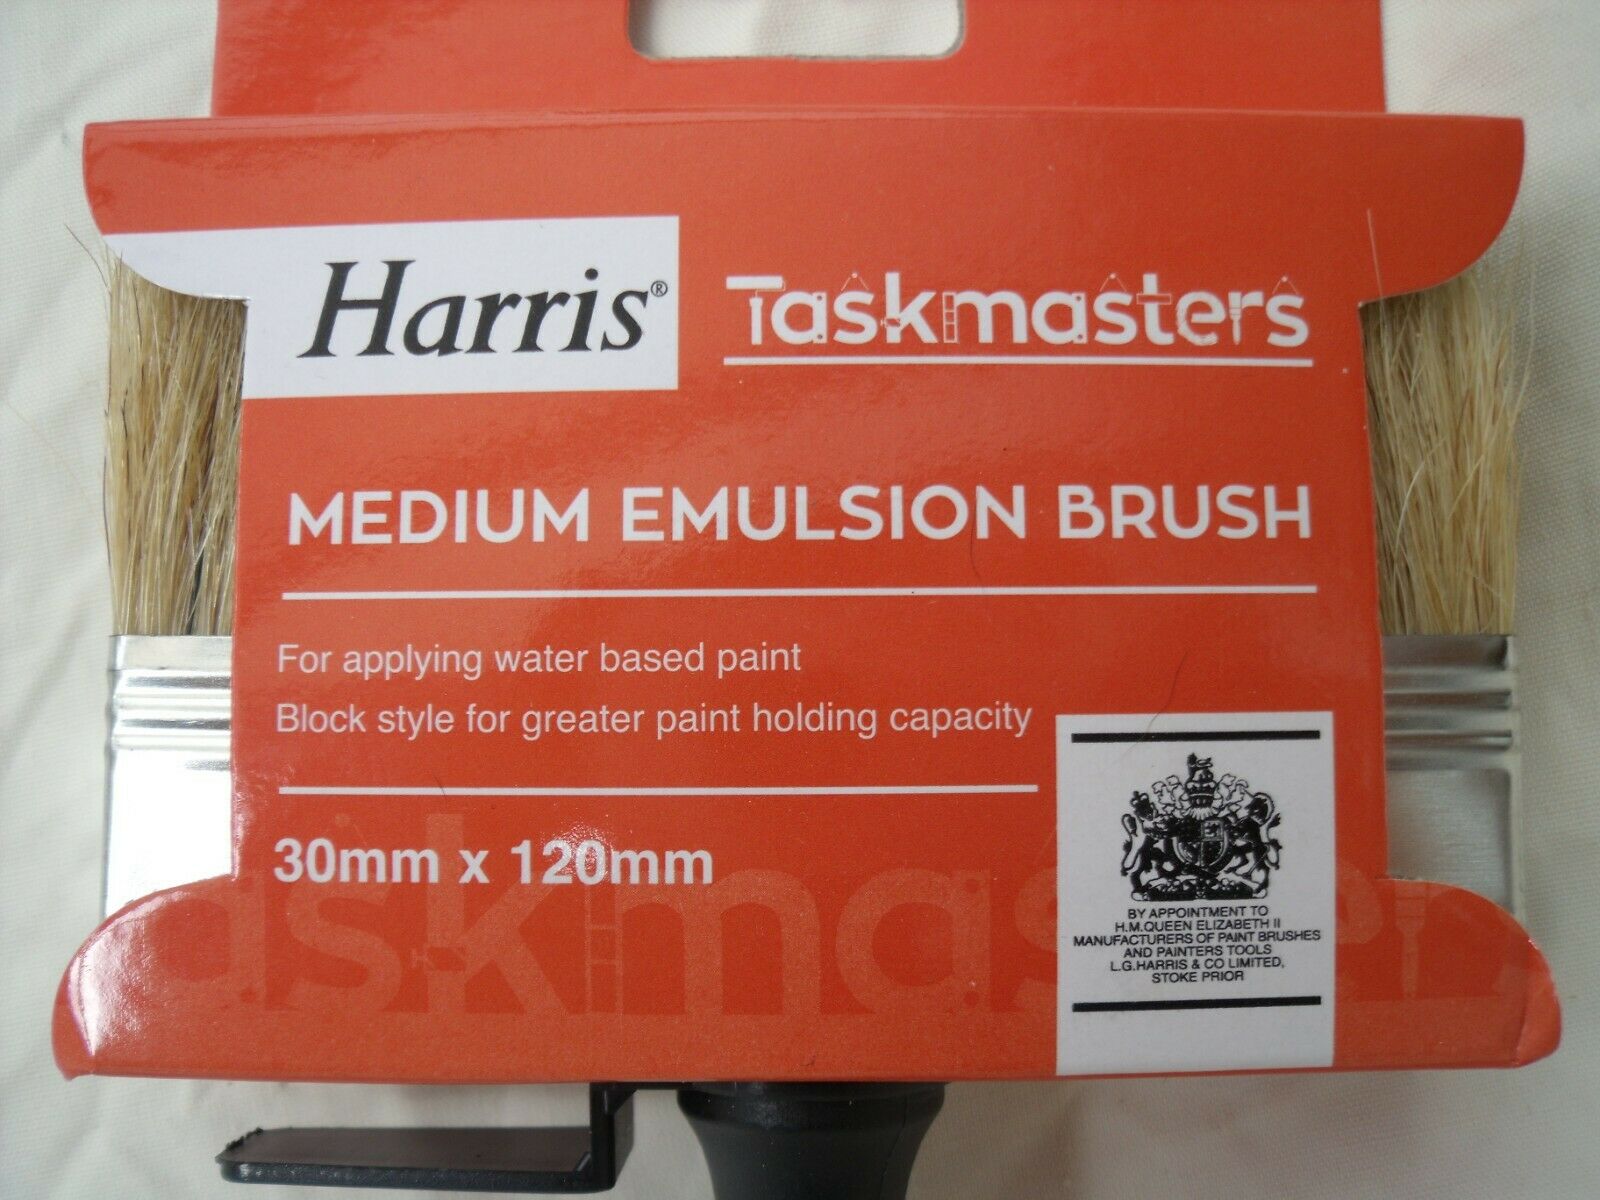 Harris®
Taskmasters
MEDIUM EMULSION BRUSH
For applying water based paint
Block style for greater paint holding capacity
30mm x 120mm
BY APPOINTMENT TO
H.M.QUEEN ELIZABETH II
MANUFACTURERS OF PAINT BRUSHES
AND PAINTERS TOOLS
L.G.HARRIS & CO LIMITED,
STOKE PRIOR
askmaster